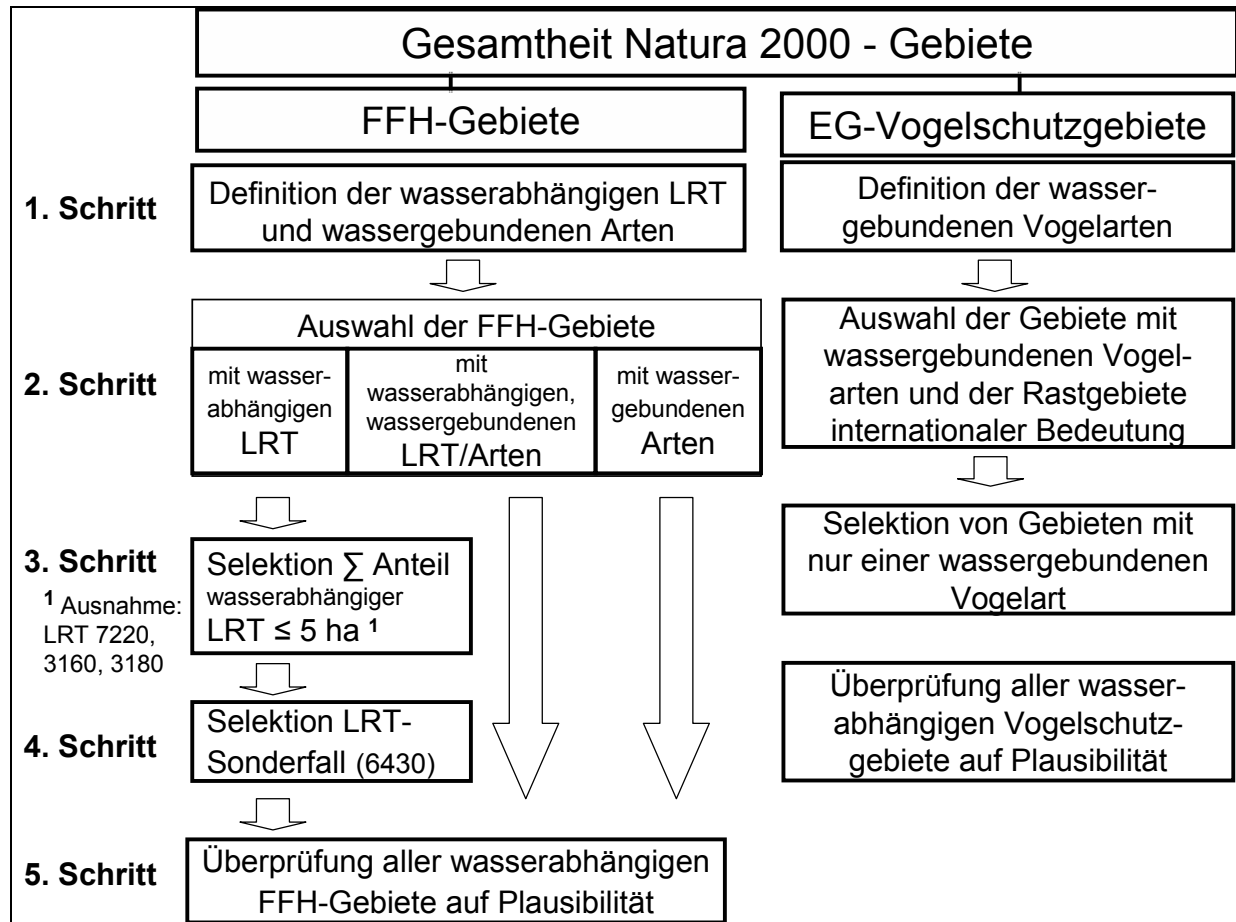 Gesamtheit Natura 2000 - Gebiete
FFH-Gebiete
EG-Vogelschutzgebiete
1. Schritt
Definition der wasserabhängigen LRT
und wassergebundenen Arten
Definition der wasser-
gebundenen Vogelarten
2. Schritt
Auswahl der FFH-Gebiete
mit wasser-
abhängigen
LRT
mit
wasserabhängigen,
wassergebundenen
LRT/Arten
mit wasser-
gebundenen
Arten
Auswahl der Gebiete mit
wassergebundenen Vogel-
arten und der Rastgebiete
internationaler Bedeutung
3. Schritt
1 Ausnahme:
LRT 7220,
3160, 3180
Selektion ∑ Anteil
wasserabhängiger
LRT ≤ 5 ha 1
Selektion von Gebieten mit
nur einer wassergebundenen
Vogelart
4. Schritt
Selektion LRT-
Sonderfall (6430)
Überprüfung aller wasser-
abhängigen Vogelschutz-
gebiete auf Plausibilität
5. Schritt
Überprüfung aller wasserabhängigen
FFH-Gebiete auf Plausibilität